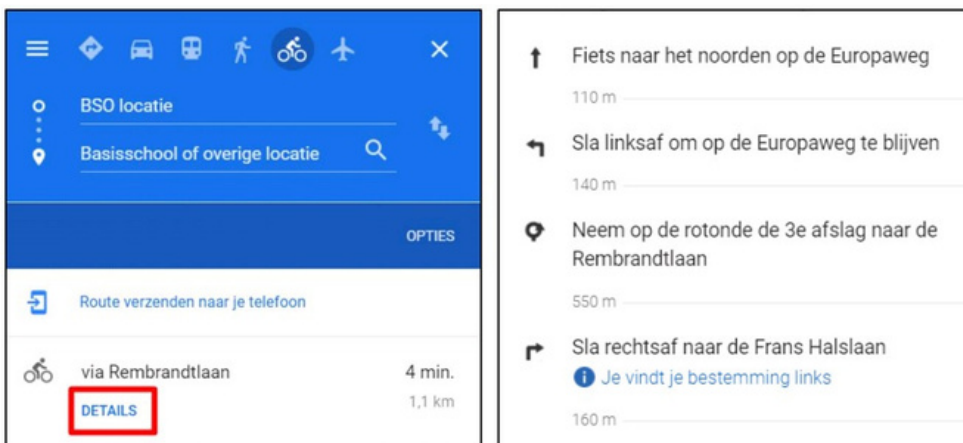 BSO locatie
Basisschool of overige locatie
OPTIES
Route verzenden naar je telefoon
via Rembrandtlaan
4 min.
DETAILS
1,1 km
Fiets naar het noorden op de Europaweg
110 m
Sla linksaf om op de Europaweg te blijven
140 m
Neem op de rotonde de 3e afslag naar de
Rembrandtlaan
550 m
Sla rechtsaf naar de Frans Halslaan
Je vindt je bestemming links
160 m